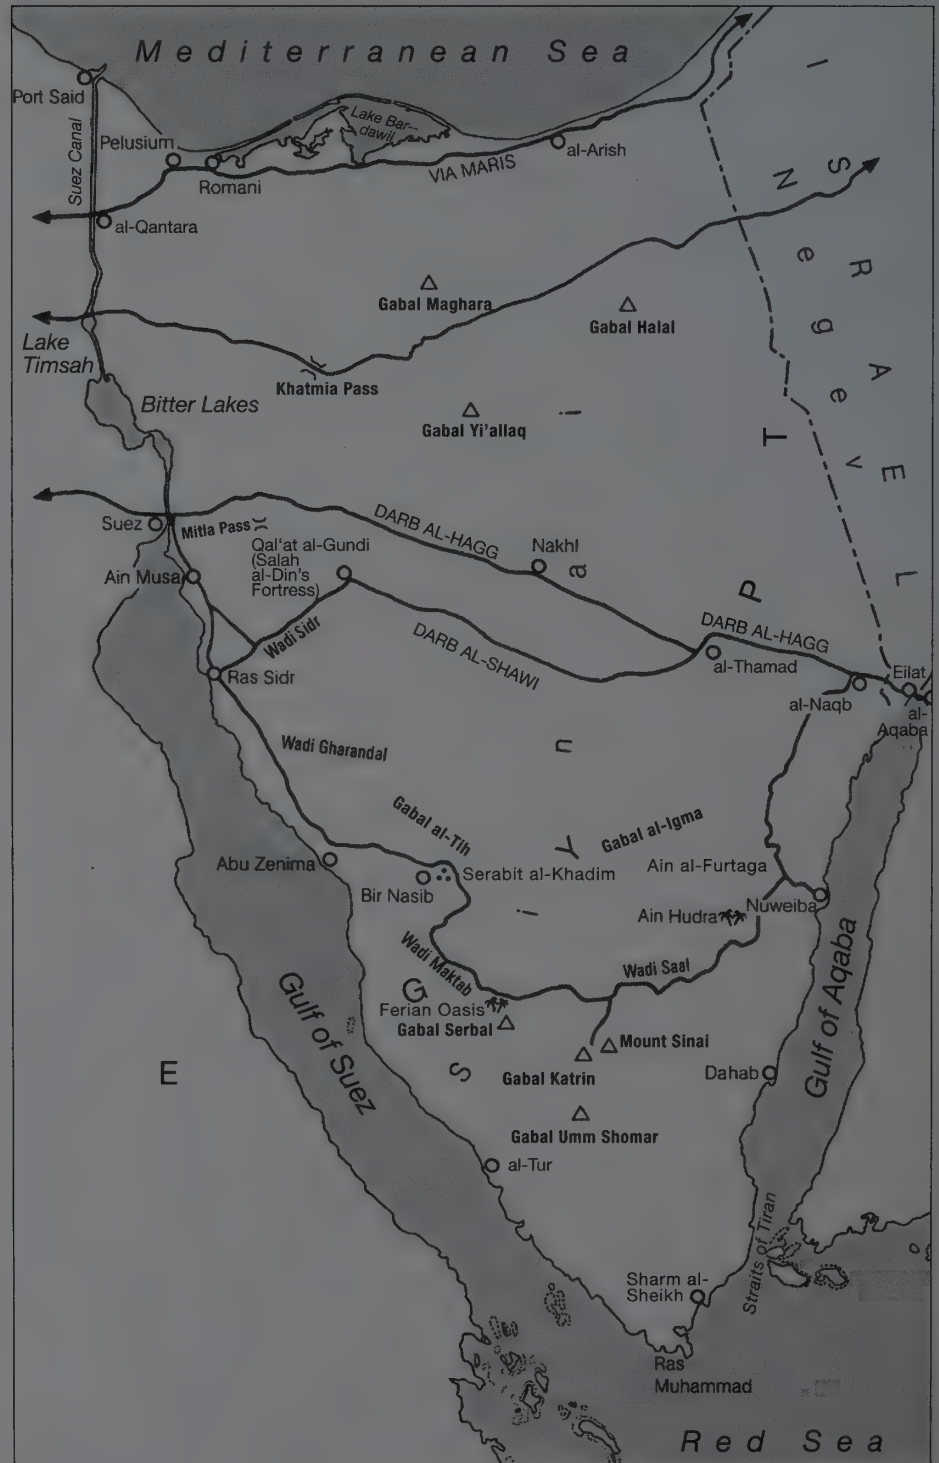 Mediterranean Sea
Port Said
Suez Canal
Pelusium
Lake Bar-
dawil
Romani
VIA MARIS
al-Arish
al-Qantara
ISRAEL
Negev
Gabal Maghara
Gabal Halal
Lake
Timsah
Khatmia Pass
Bitter Lakes
Gabal Yi'allaq
Suez
Mitla Pass
DARB AL-HAGG
Qal'at al-Gundi
(Salah
al-Din's
Fortress)
Nakhl
Ain Musa
Wadi Sidr
DARB AL-SHAWI
DARB AL-HAGG
al-Thamad
Ras Sidr
al-Naqb
Eilat
al-
Aqaba
Wadi Gharandal
Gabal al-Tih
Gabal al-Igma
Abu Zenima
Serabit al-Khadim
Ain al-Furtaga
Bir Nasib
Ain Hudra
Nuweiba
Wadi Maktab
Wadi Saal
Ferian Oasis
Gabal Serbal
Mount Sinai
Gabal Katrin
Gulf of Suez
Gulf of Aqaba
Dahab
EGYPT
Sinai
Gabal Umm Shomar
al-Tur
Straits of Tiran
Sharm al-
Sheikh
Ras
Muhammad
Red Sea